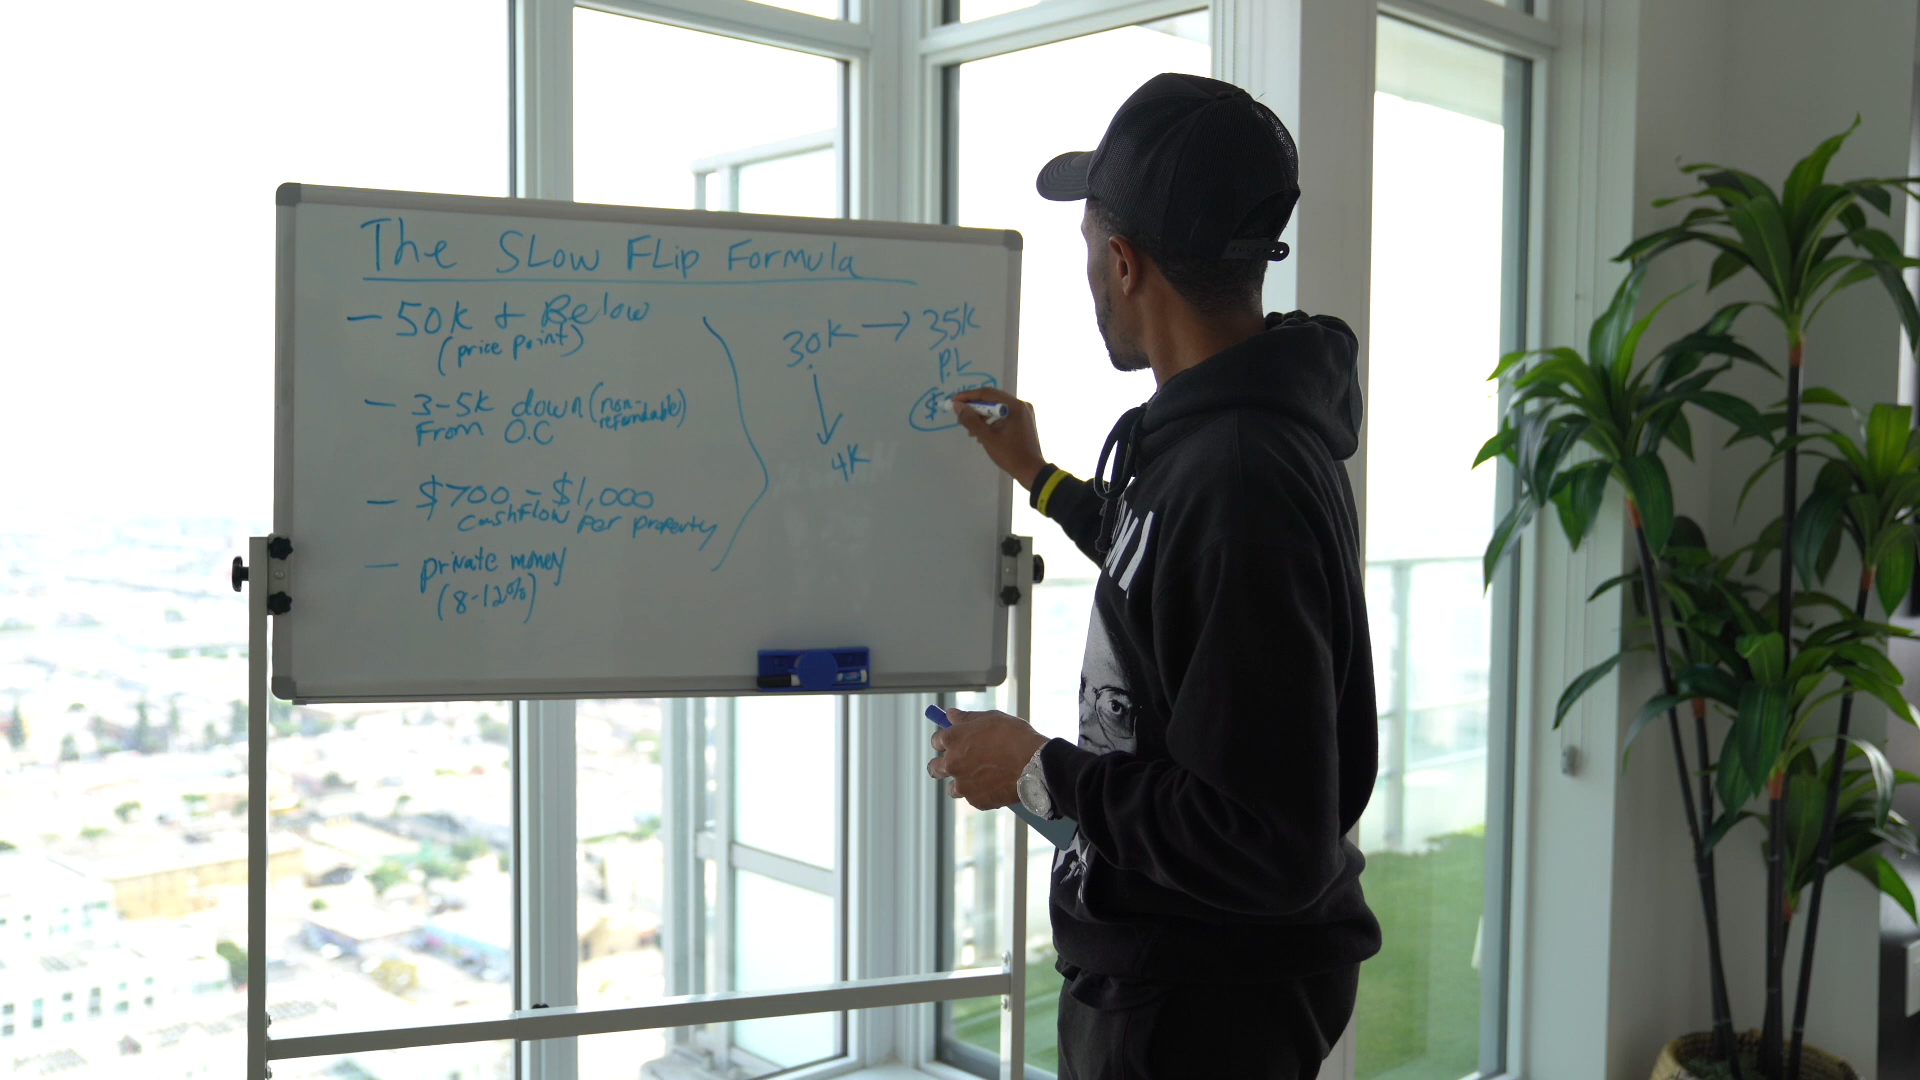 The SLow FLip Formula
- 50K & Below
(price point)
- 3-5K down (non-refundable)
From O.C
- $700 - $1,000
Cashflow per property
- private money
(8-12%)
30K → 35K
P.L
$
4K